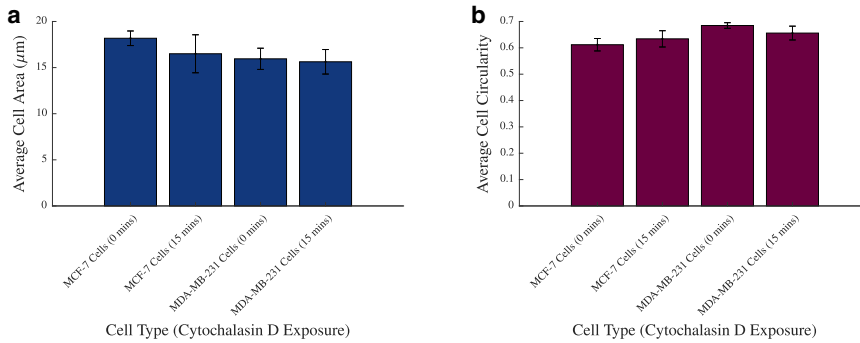 a
Average Cell Area (µm)
20
15
10
5
0
MCF-7 Cells (0 mins)
MCF-7 Cells (15 mins)
MDA-MB-231 Cells (0 mins)
MDA-MB-231 Cells (15 mins)
Cell Type (Cytochalasin D Exposure)
b
Average Cell Circularity
0.7
0.6
0.5
0.4
0.3
0.2
0.1
0
MCF-7 Cells (0 mins)
MCF-7 Cells (15 mins)
MDA-MB-231 Cells (0 mins)
MDA-MB-231 Cells (15 mins)
Cell Type (Cytochalasin D Exposure)